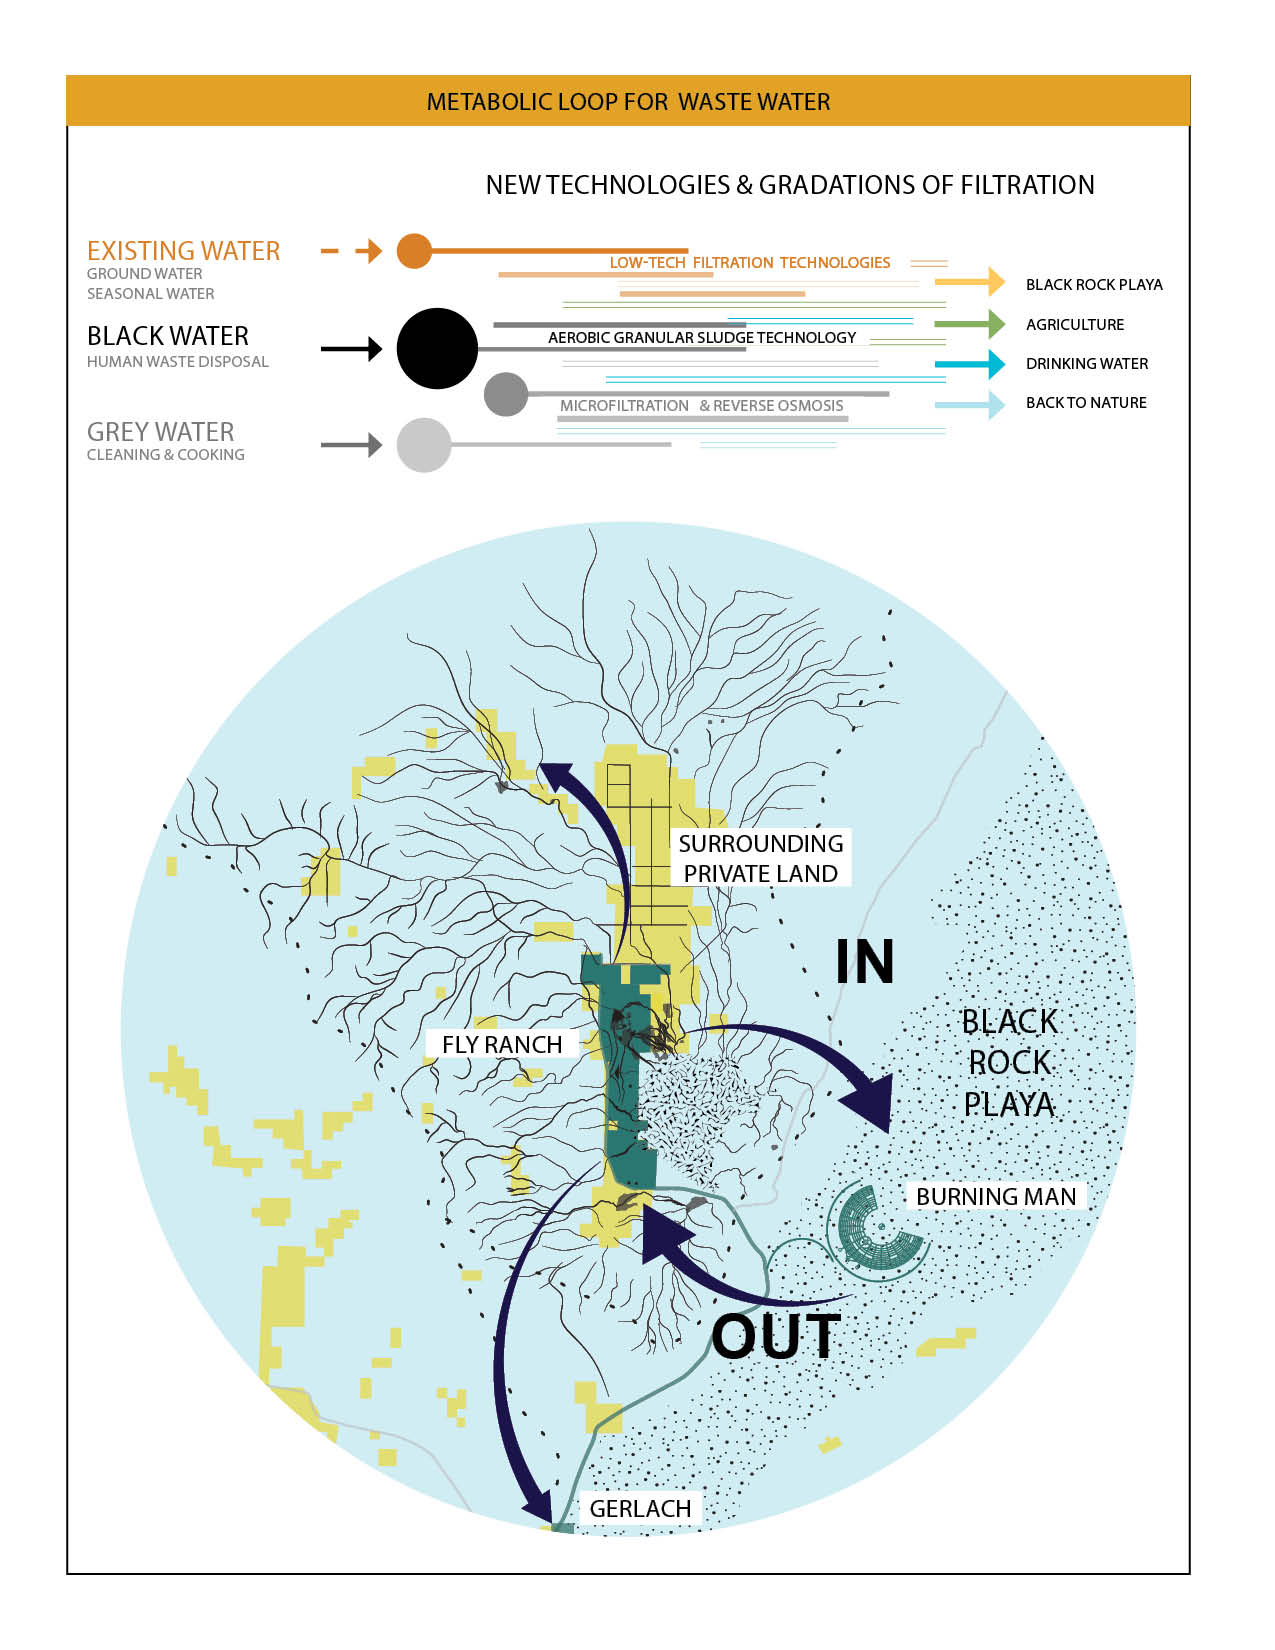 METABOLIC LOOP FOR WASTE WATER
NEW TECHNOLOGIES & GRADATIONS OF FILTRATION
EXISTING WATER
GROUND WATER
SEASONAL WATER
BLACK WATER
HUMAN WASTE DISPOSAL
GREY WATER
CLEANING & COOKING
LOW-TECH FILTRATION TECHNOLOGIES
AEROBIC GRANULAR SLUDGE TECHNOLOGY
MICROFILTRATION & REVERSE OSMOSIS
BLACK ROCK PLAYA
AGRICULTURE
DRINKING WATER
BACK TO NATURE
SURROUNDING
PRIVATE LAND
IN
BLACK
ROCK
PLAYA
FLY RANCH
BURNING MAN
OUT
GERLACH